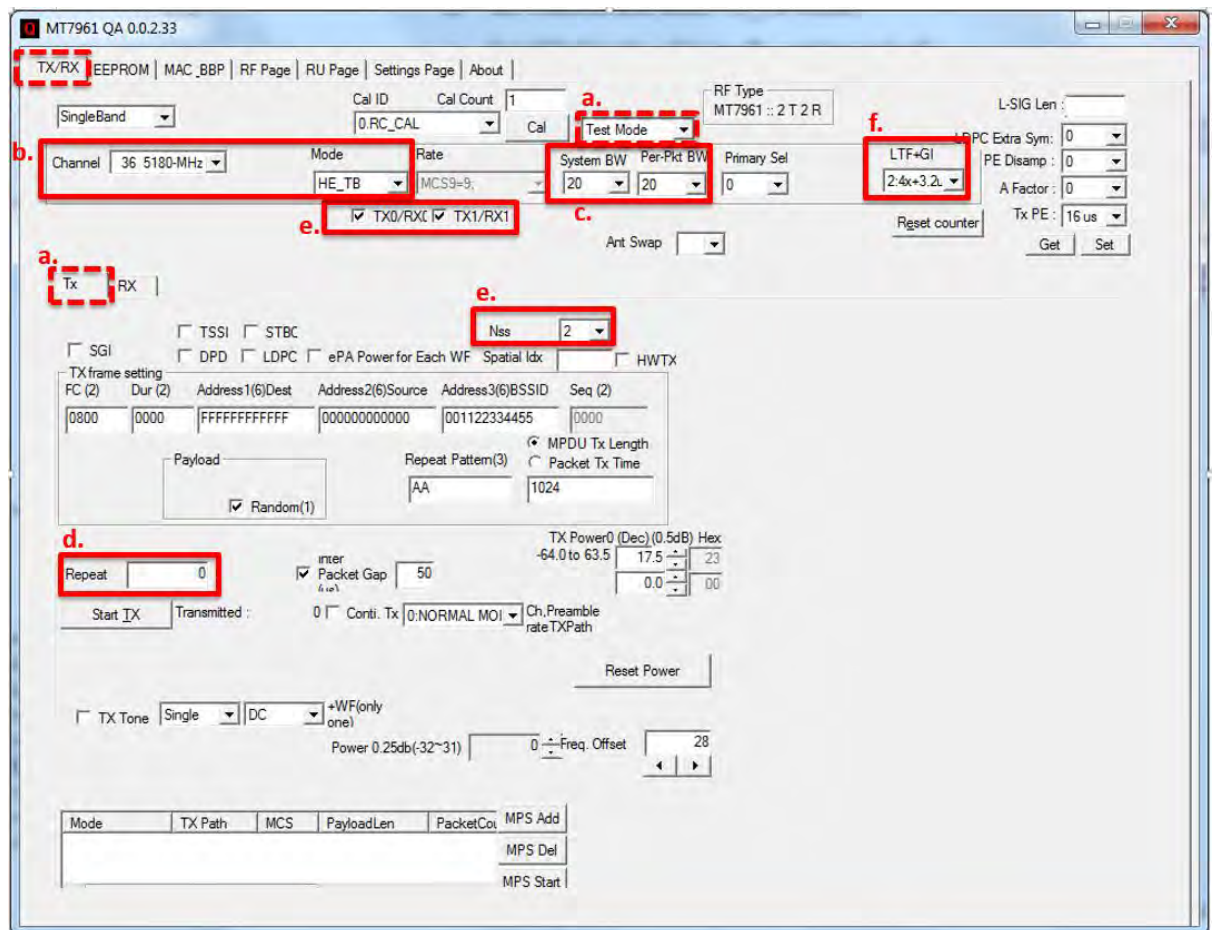 MT7961 QA 0.0.2.33
TX/RX EEPROM MAC_BBP RF Page RU Page Settings Page About
SingleBand
Cal ID Cal Count 1
0.RC_CAL Cal
a.
Test Mode
RF Type
MT7961 :: 2 T 2 R
L-SIG Len :
f.
LDPC Extra Sym: 0
b.
Channel 36 5180-MHz
Mode Rate
HE_TB MCS9=9;
System BW Per-Pkt BW Primary Sel
20 20 0
c.
LTF+GI
2:4x+3.2u
PE Disamp : 0
A Factor : 0
Tx PE : 16 us
Get Set
e. TX0/RX0 TX1/RX1
Reset counter
Ant Swap
a.
Tx RX
e.
Nss 2
TSSI STBC
SGI DPD LDPC ePA Power for Each WF Spatial Idx HWTX
TX frame setting
FC (2) Dur (2) Address1(6)Dest Address2(6)Source Address3(6)BSSID Seq (2)
0800 0000 FFFFFFFFFFFF 000000000000 001122334455 0000
MPDU Tx Length
Payload Repeat Pattern(3) Packet Tx Time
Random(1) AA 1024
d.
Repeat 0
Inter
Packet Gap 50
(us)
TX Power0 (Dec) (0.5dB) Hex
-64.0 to 63.5 17.5 23
0.0 00
Start TX Transmitted : 0 Conti. Tx 0:NORMAL MOI Ch,Preamble
rate TXPath
Reset Power
TX Tone Single DC +WF(only
one)
Power 0.25db(-32~31) 0 Freq. Offset 28
Mode TX Path MCS PayloadLen PacketCou MPS Add
MPS Del
MPS Start